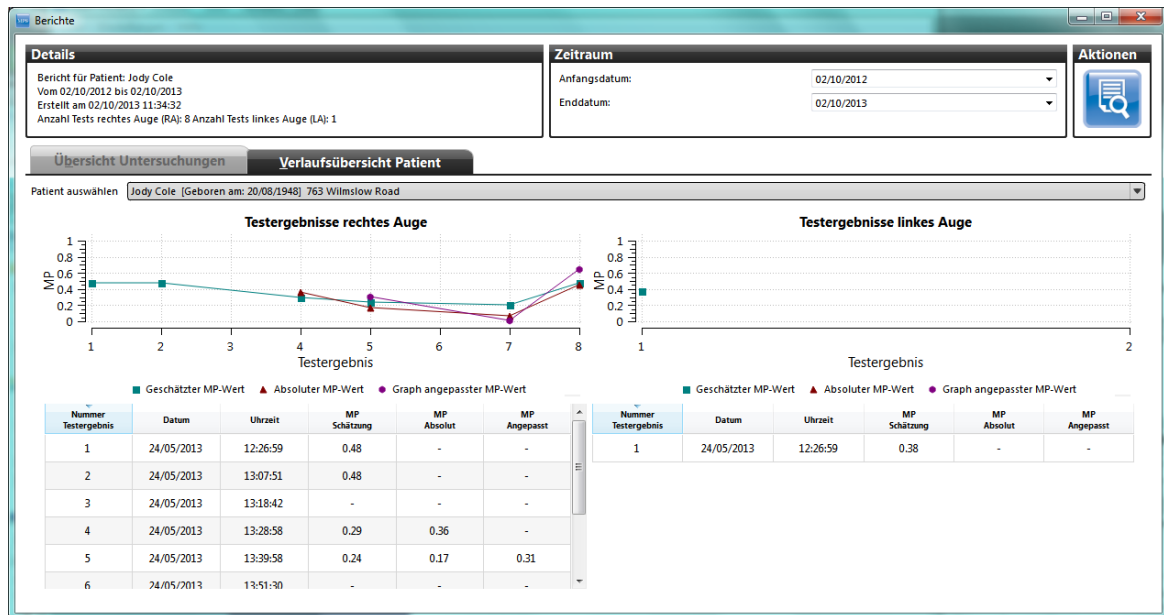 Berichte
Details
Bericht für Patient: Jody Cole
Vom 02/10/2012 bis 02/10/2013
Erstellt am 02/10/2013 11:34:32
Anzahl Tests rechtes Auge (RA): 8 Anzahl Tests linkes Auge (LA): 1
Zeitraum
Anfangsdatum: 02/10/2012
Enddatum: 02/10/2013
Aktionen
Übersicht Untersuchungen Verlaufsübersicht Patient
Patient auswählen Jody Cole [Geboren am: 20/08/1948] 763 Wilmslow Road
Testergebnisse rechtes Auge
1
0.8
0.6
0.4
0.2
0
MP
1 2 3 4 5 6 7 8
Testergebnis
Geschätzter MP-Wert Absoluter MP-Wert Graph angepasster MP-Wert
Nummer Testergebnis Datum Uhrzeit MP Schätzung MP Absolut MP Angepasst
1 24/05/2013 12:26:59 0.48 - -
2 24/05/2013 13:07:51 0.48 - -
3 24/05/2013 13:18:42 - - -
4 24/05/2013 13:28:58 0.29 0.36 -
5 24/05/2013 13:39:58 0.24 0.17 0.31
6 24/05/2013 13:51:30 - - -
Testergebnisse linkes Auge
1
0.8
0.6
0.4
0.2
0
MP
1 2
Testergebnis
Geschätzter MP-Wert Absoluter MP-Wert Graph angepasster MP-Wert
Nummer Testergebnis Datum Uhrzeit MP Schätzung MP Absolut MP Angepasst
1 24/05/2013 12:26:59 0.38 - -